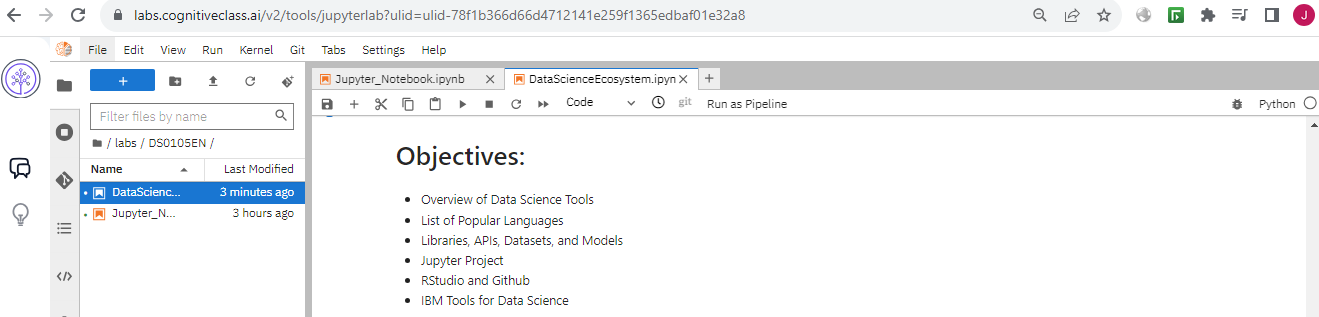 labs.cognitiveclass.ai/v2/tools/jupyterlab?ulid=ulid-78f1b366d66d4712141e259f1365edbaf01e32a8
J
File Edit View Run Kernel Git Tabs Settings Help
Jupyter_Notebook.ipynb
DataScienceEcosystem.ipyn
Code
git
Run as Pipeline
Python
Filter files by name
/ labs / DS0105EN /
Name Last Modified
DataScienc... 3 minutes ago
Jupyter_N... 3 hours ago
Objectives:
• Overview of Data Science Tools
• List of Popular Languages
• Libraries, APIs, Datasets, and Models
• Jupyter Project
• RStudio and Github
• IBM Tools for Data Science